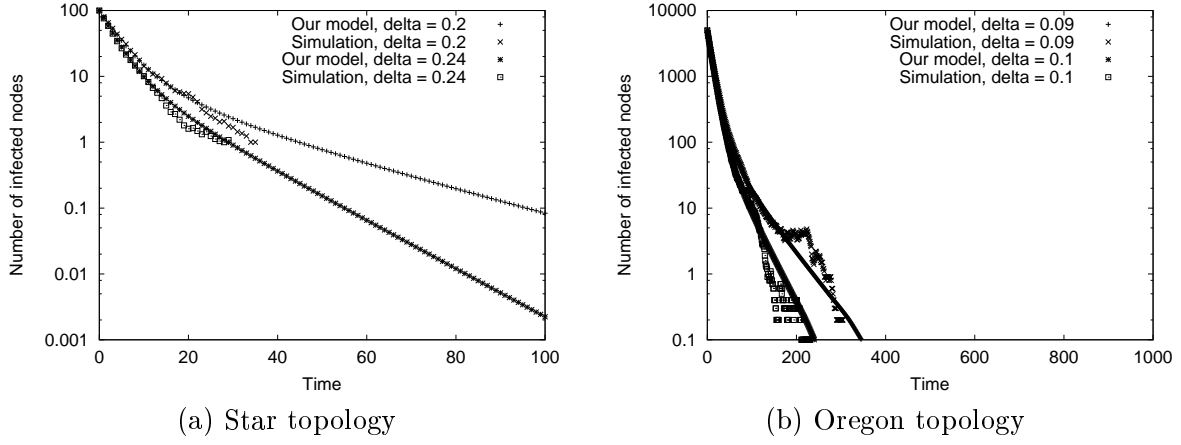 Number of infected nodes
100
10
1
0.1
0.01
0.001
0
20
40
60
80
100
Time
Our model, delta = 0.2
Simulation, delta = 0.2
Our model, delta = 0.24
Simulation, delta = 0.24
(a) Star topology
Number of infected nodes
10000
1000
100
10
1
0.1
0
200
400
600
800
1000
Time
Our model, delta = 0.09
Simulation, delta = 0.09
Our model, delta = 0.1
Simulation, delta = 0.1
(b) Oregon topology